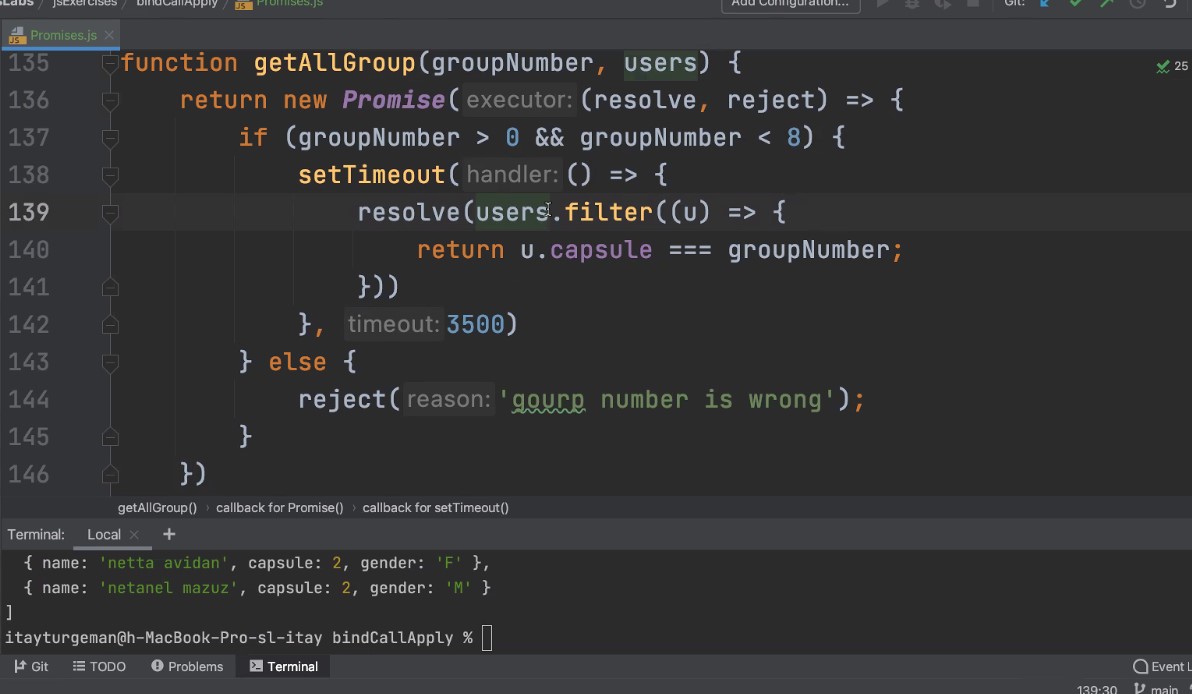 jsExercises
bindCallApply
Promises.js
Add Configuration...
Git:
Promises.js
135 function getAllGroup(groupNumber, users) {
25
136 return new Promise( executor: (resolve, reject) => {
137 if (groupNumber > 0 && groupNumber < 8) {
138 setTimeout( handler: () => {
139 resolve(users.filter((u) => {
140 return u.capsule === groupNumber;
141 }))
142 }, timeout: 3500)
143 } else {
144 reject( reason: 'gourp number is wrong');
145 }
146 })
getAllGroup() › callback for Promise() › callback for setTimeout()
Terminal: Local × +
{ name: 'netta avidan', capsule: 2, gender: 'F' },
{ name: 'netanel mazuz', capsule: 2, gender: 'M' }
]
itayturgeman@h-MacBook-Pro-sl-itay bindCallApply %
Git TODO Problems Terminal Event
139:30 main